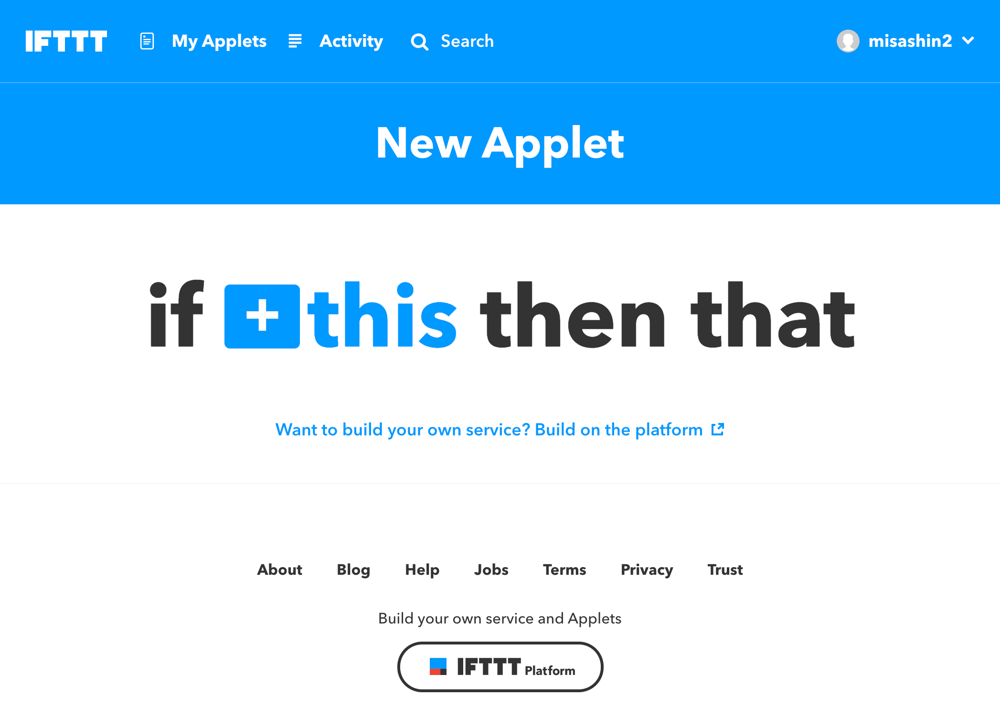 IFTTT My Applets Activity Search misashin2
New Applet
if +this then that
Want to build your own service? Build on the platform
About Blog Help Jobs Terms Privacy Trust
Build your own service and Applets
IFTTT Platform